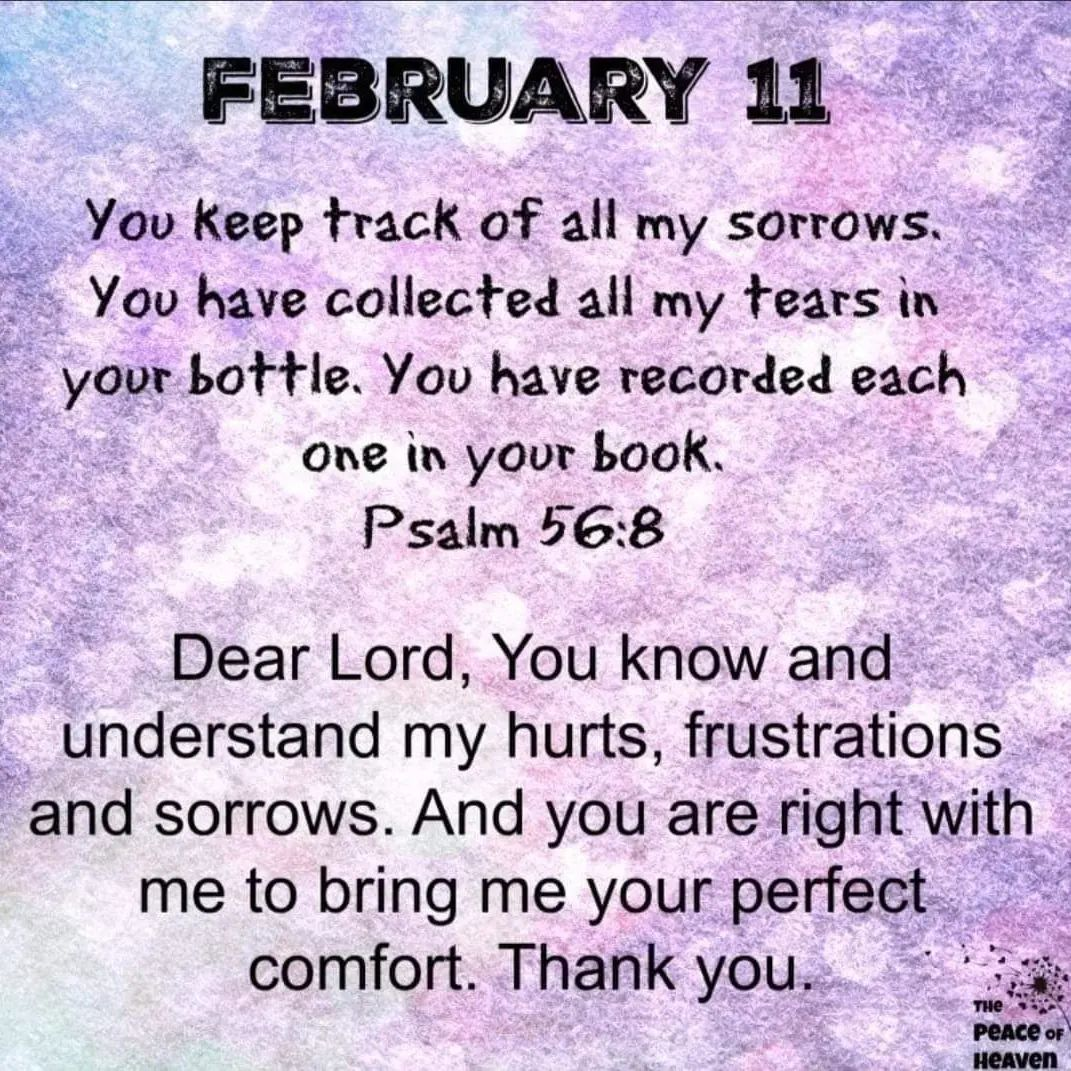 FEBRUARY 11
You keep track of all my sorrows.
You have collected all my tears in
your bottle. You have recorded each
one in your book.
Psalm 56:8
Dear Lord, You know and
understand my hurts, frustrations
and sorrows. And you are right with
me to bring me your perfect
comfort. Thank you.
THE
PEACE OF
HEAVEN